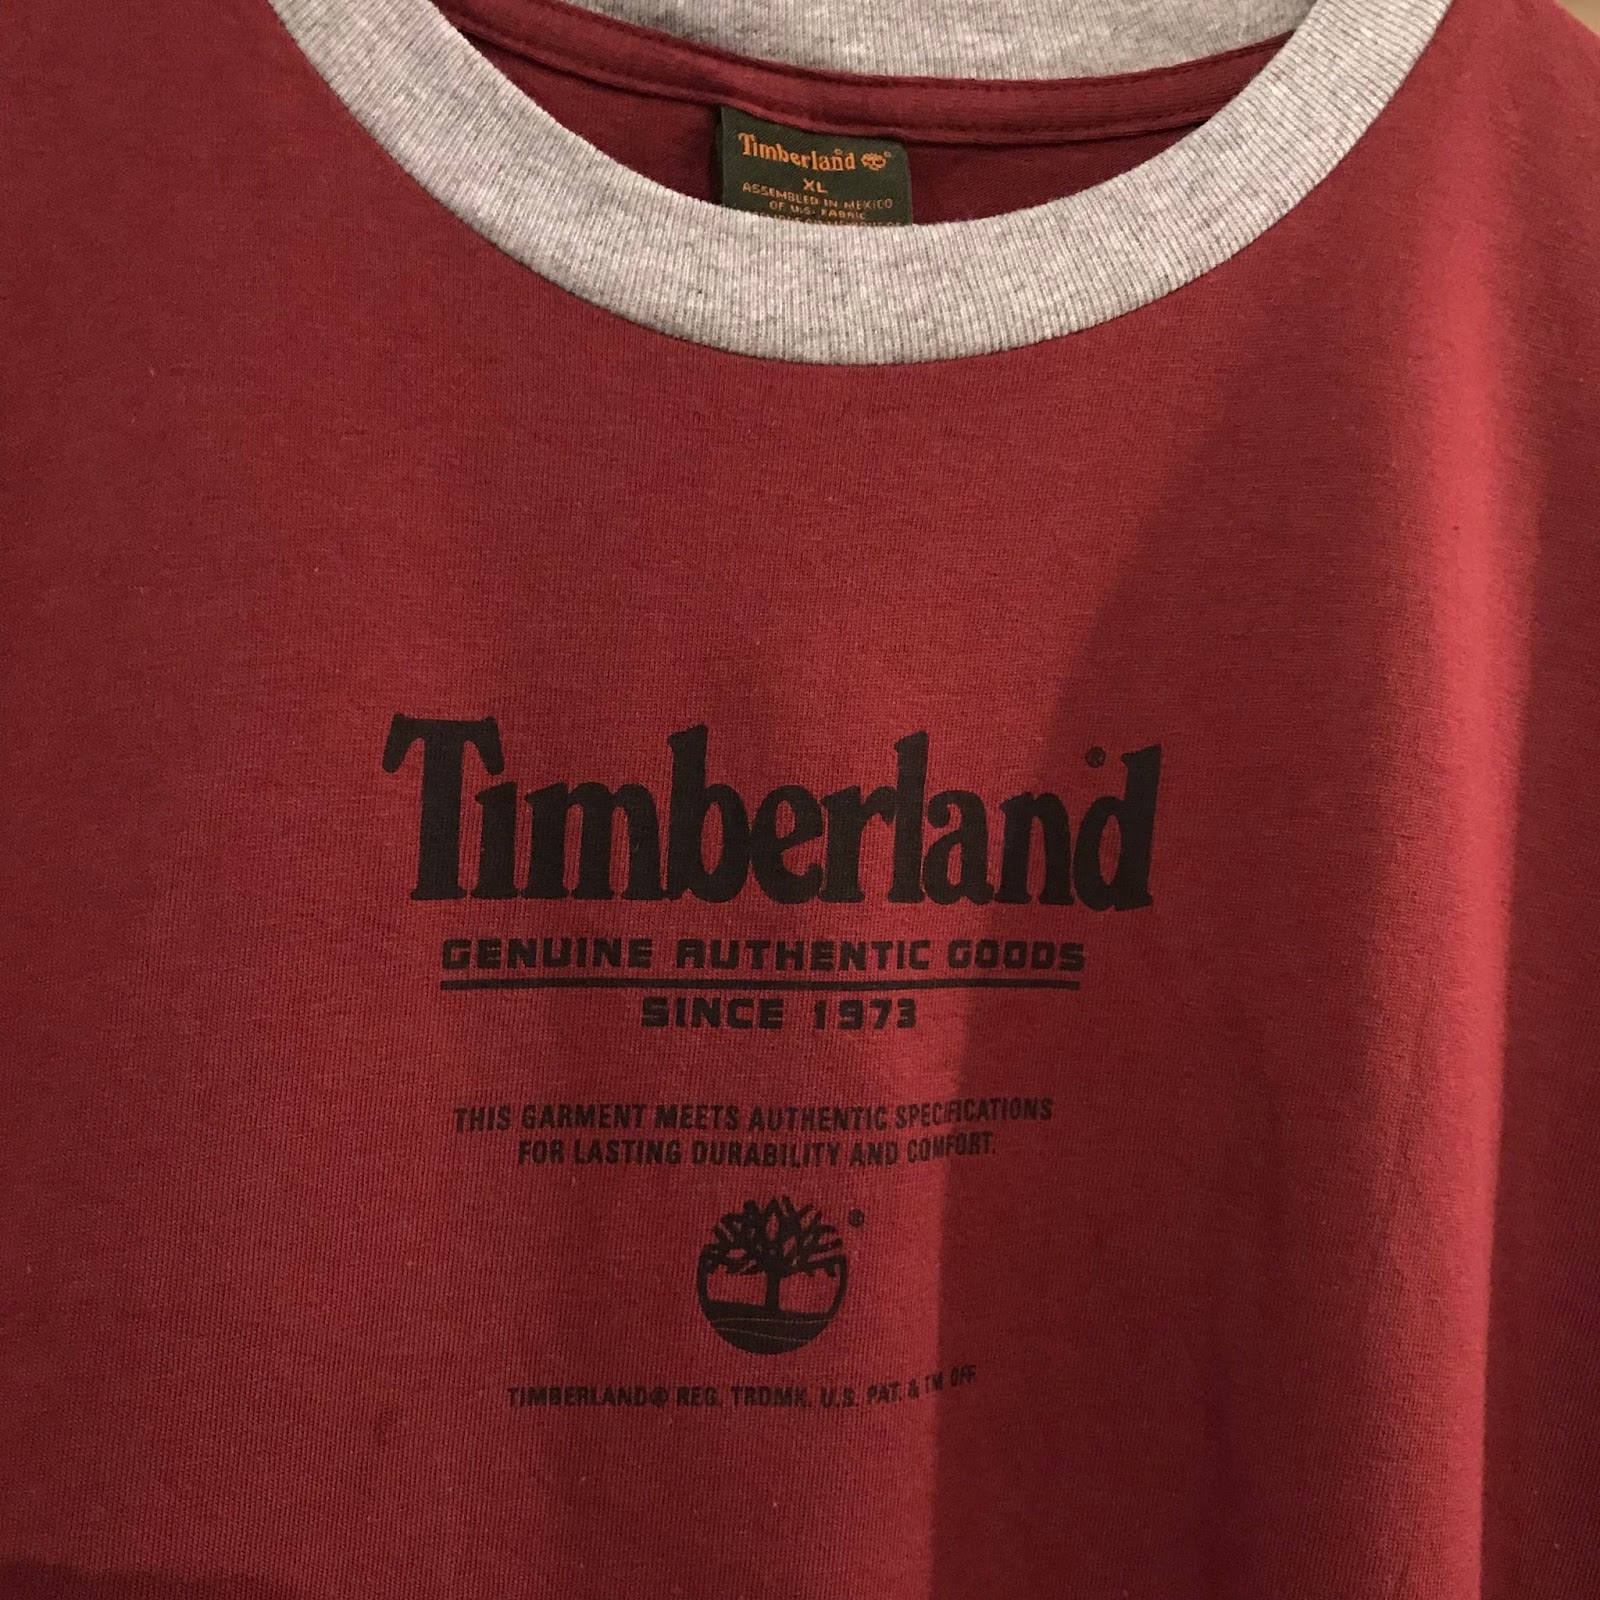 Timberland®
XL
ASSEMBLED IN MEXICO
OF U.S. FABRIC
Timberland®
GENUINE AUTHENTIC GOODS
SINCE 1973
THIS GARMENT MEETS AUTHENTIC SPECIFICATIONS
FOR LASTING DURABILITY AND COMFORT.
®
TIMBERLAND® REG. TRDMK. U.S. PAT. & TM OFF.